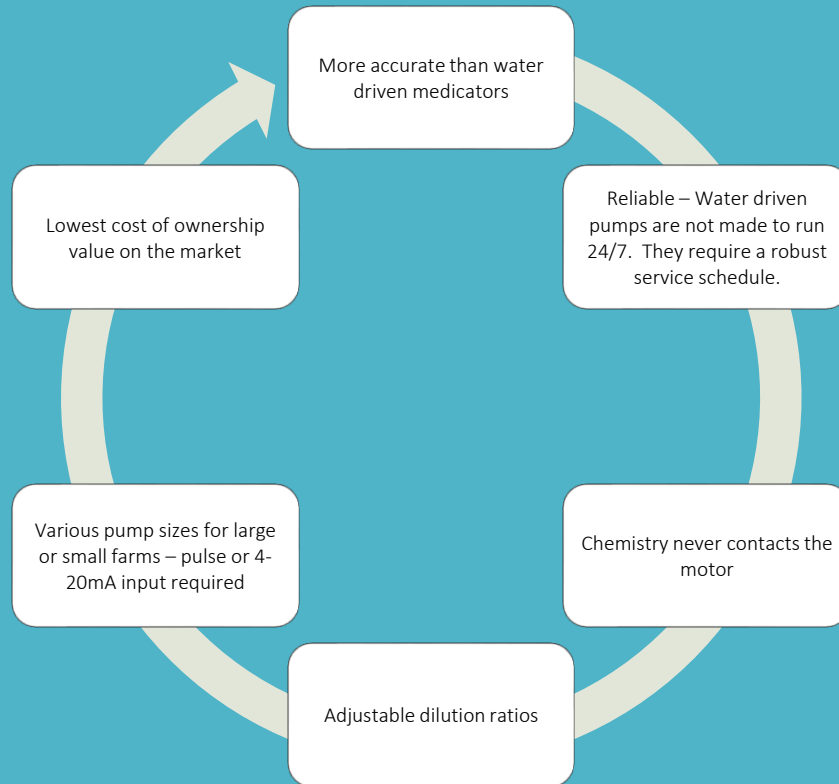 More accurate than water
driven medicators
Reliable – Water driven
pumps are not made to run
24/7.  They require a robust
service schedule.
Chemistry never contacts the
motor
Adjustable dilution ratios
Various pump sizes for large
or small farms – pulse or 4-
20mA input required
Lowest cost of ownership
value on the market